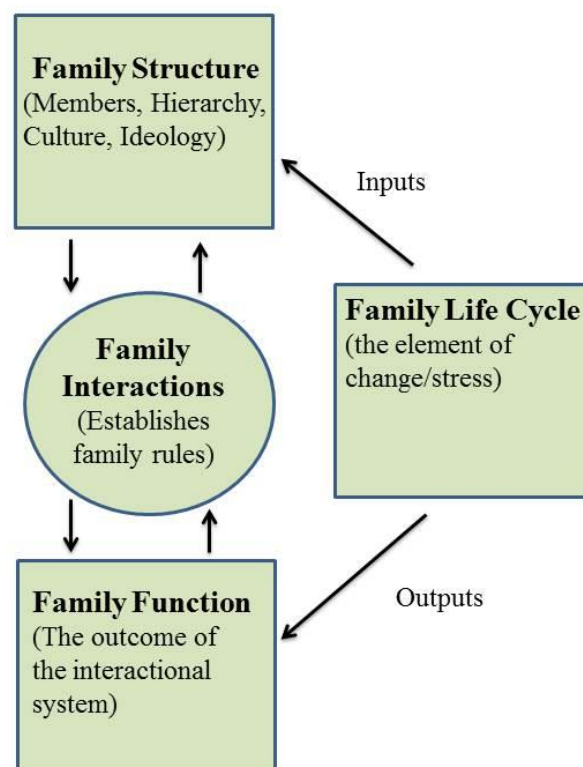 Family Structure
(Members, Hierarchy,
Culture, Ideology)
Inputs
Family Life Cycle
(the element of
change/stress)
Family
Interactions
(Establishes
family rules)
Family Function
(The outcome of
the interactional
system)
Outputs